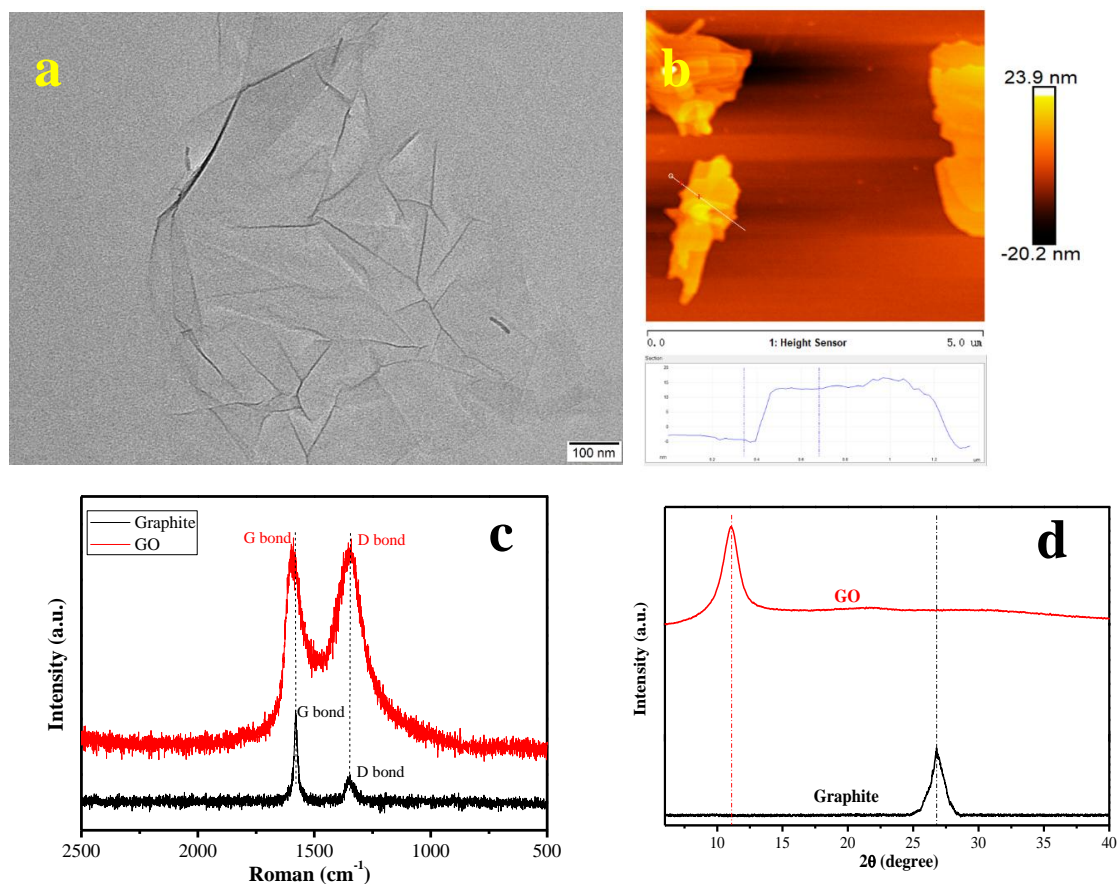 a
100 nm
b
23.9 nm
-20.2 nm
0.0 1: Height Sensor 5.0 um
Section
c
Graphite
GO
G bond
D bond
G bond
D bond
Intensity (a.u.)
2500 2000 1500 1000 500
Roman (cm⁻¹)
d
GO
Graphite
Intensity (a.u.)
10 15 20 25 30 35 40
2θ (degree)